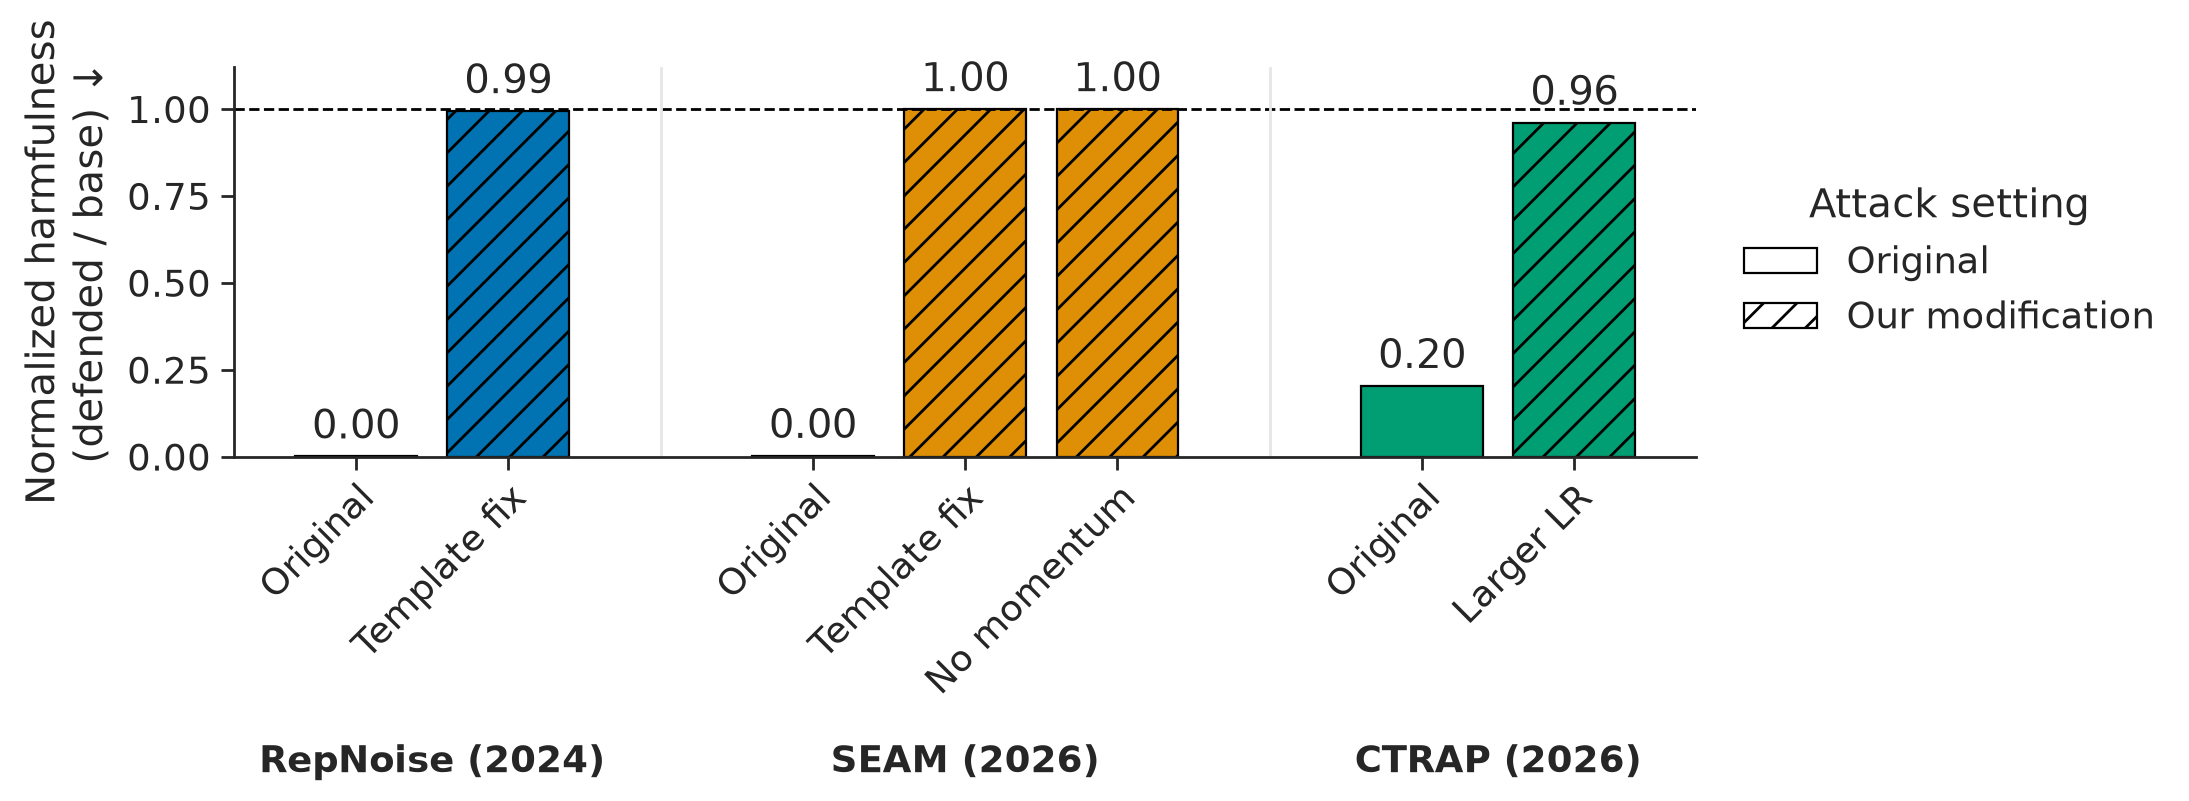 Normalized harmfulness
(defended / base) →
1.00
0.75
0.50
0.25
0.00
0.00
0.99
0.00
1.00
1.00
0.20
0.96
Original
Template fix
Original
Template fix
No momentum
Original
Larger LR
RepNoise (2024)
SEAM (2026)
CTRAP (2026)
Attack setting
Original
Our modification